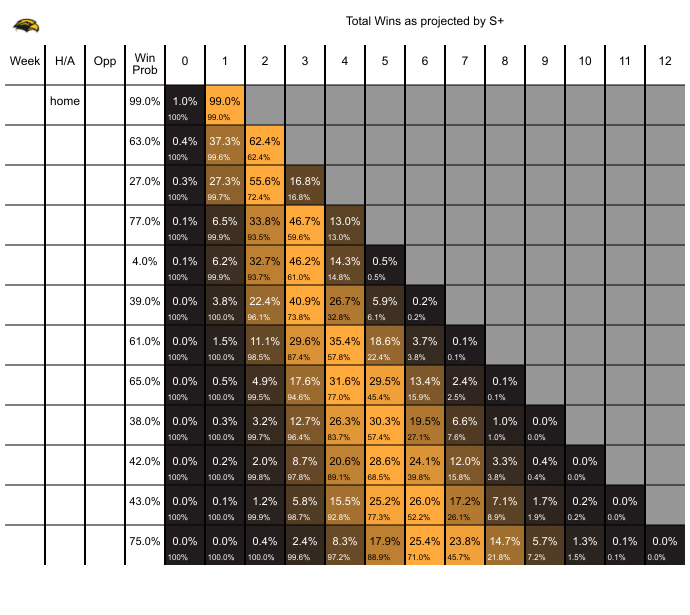 Total Wins as projected by S+
Week H/A Opp Win Prob 0 1 2 3 4 5 6 7 8 9 10 11 12
home 99.0% 1.0% 99.0%
100% 99.0%
63.0% 0.4% 37.3% 62.4%
100% 99.6% 62.4%
27.0% 0.3% 27.3% 55.6% 16.8%
100% 99.7% 72.4% 16.8%
77.0% 0.1% 6.5% 33.8% 46.7% 13.0%
100% 99.9% 93.5% 59.6% 13.0%
4.0% 0.1% 6.2% 32.7% 46.2% 14.3% 0.5%
100% 99.9% 93.7% 61.0% 14.8% 0.5%
39.0% 0.0% 3.8% 22.4% 40.9% 26.7% 5.9% 0.2%
100% 100.0% 96.1% 73.8% 32.8% 6.1% 0.2%
61.0% 0.0% 1.5% 11.1% 29.6% 35.4% 18.6% 3.7% 0.1%
100% 100.0% 98.5% 87.4% 57.8% 22.4% 3.8% 0.1%
65.0% 0.0% 0.5% 4.9% 17.6% 31.6% 29.5% 13.4% 2.4% 0.1%
100% 100.0% 99.5% 94.6% 77.0% 45.4% 15.9% 2.5% 0.1%
38.0% 0.0% 0.3% 3.2% 12.7% 26.3% 30.3% 19.5% 6.6% 1.0% 0.0%
100% 100.0% 99.7% 96.4% 83.7% 57.4% 27.1% 7.6% 1.0% 0.0%
42.0% 0.0% 0.2% 2.0% 8.7% 20.6% 28.6% 24.1% 12.0% 3.3% 0.4% 0.0%
100% 100.0% 99.8% 97.8% 89.1% 68.5% 39.8% 15.8% 3.8% 0.4% 0.0%
43.0% 0.0% 0.1% 1.2% 5.8% 15.5% 25.2% 26.0% 17.2% 7.1% 1.7% 0.2% 0.0%
100% 100.0% 99.9% 98.7% 92.8% 77.3% 52.2% 26.1% 8.9% 1.9% 0.2% 0.0%
75.0% 0.0% 0.0% 0.4% 2.4% 8.3% 17.9% 25.4% 23.8% 14.7% 5.7% 1.3% 0.1% 0.0%
100% 100.0% 100.0% 99.6% 97.2% 88.9% 71.0% 45.7% 21.8% 7.2% 1.5% 0.1% 0.0%